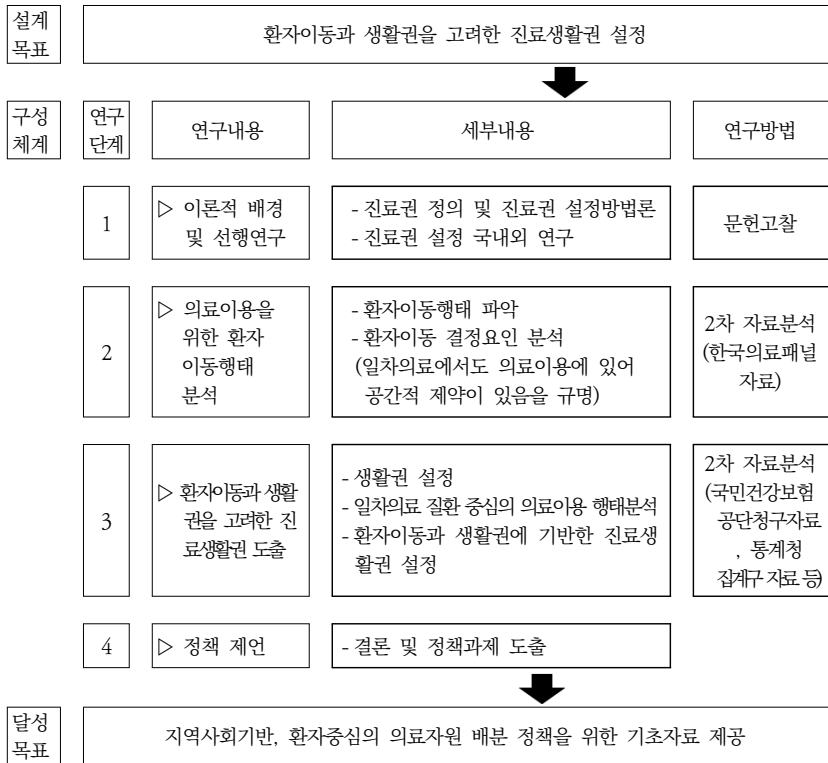 설계
목표
환자이동과 생활권을 고려한 진료생활권 설정
구성
체계
연구
단계
연구내용
세부내용
연구방법
1
▷ 이론적 배경
및 선행연구
- 진료권 정의 및 진료권 설정방법론
- 진료권 설정 국내외 연구
문헌고찰
2
▷ 의료이용을
위한 환자
이동행태
분석
- 환자이동행태 파악
- 환자이동 결정요인 분석
(일차의료에서도 의료이용에 있어
공간적 제약이 있음을 규명)
2차 자료분석
(한국의료패널
자료)
3
▷ 환자이동과 생활
권을 고려한 진
료생활권 도출
- 생활권 설정
- 일차의료 질환 중심의 의료이용 행태분석
- 환자이동과 생활권에 기반한 진료생
활권 설정
2차 자료분석
(국민건강보험
공단청구자료
, 통계청
집계구 자료 등)
4
▷ 정책 제언
- 결론 및 정책과제 도출
달성
목표
지역사회기반, 환자중심의 의료자원 배분 정책을 위한 기초자료 제공